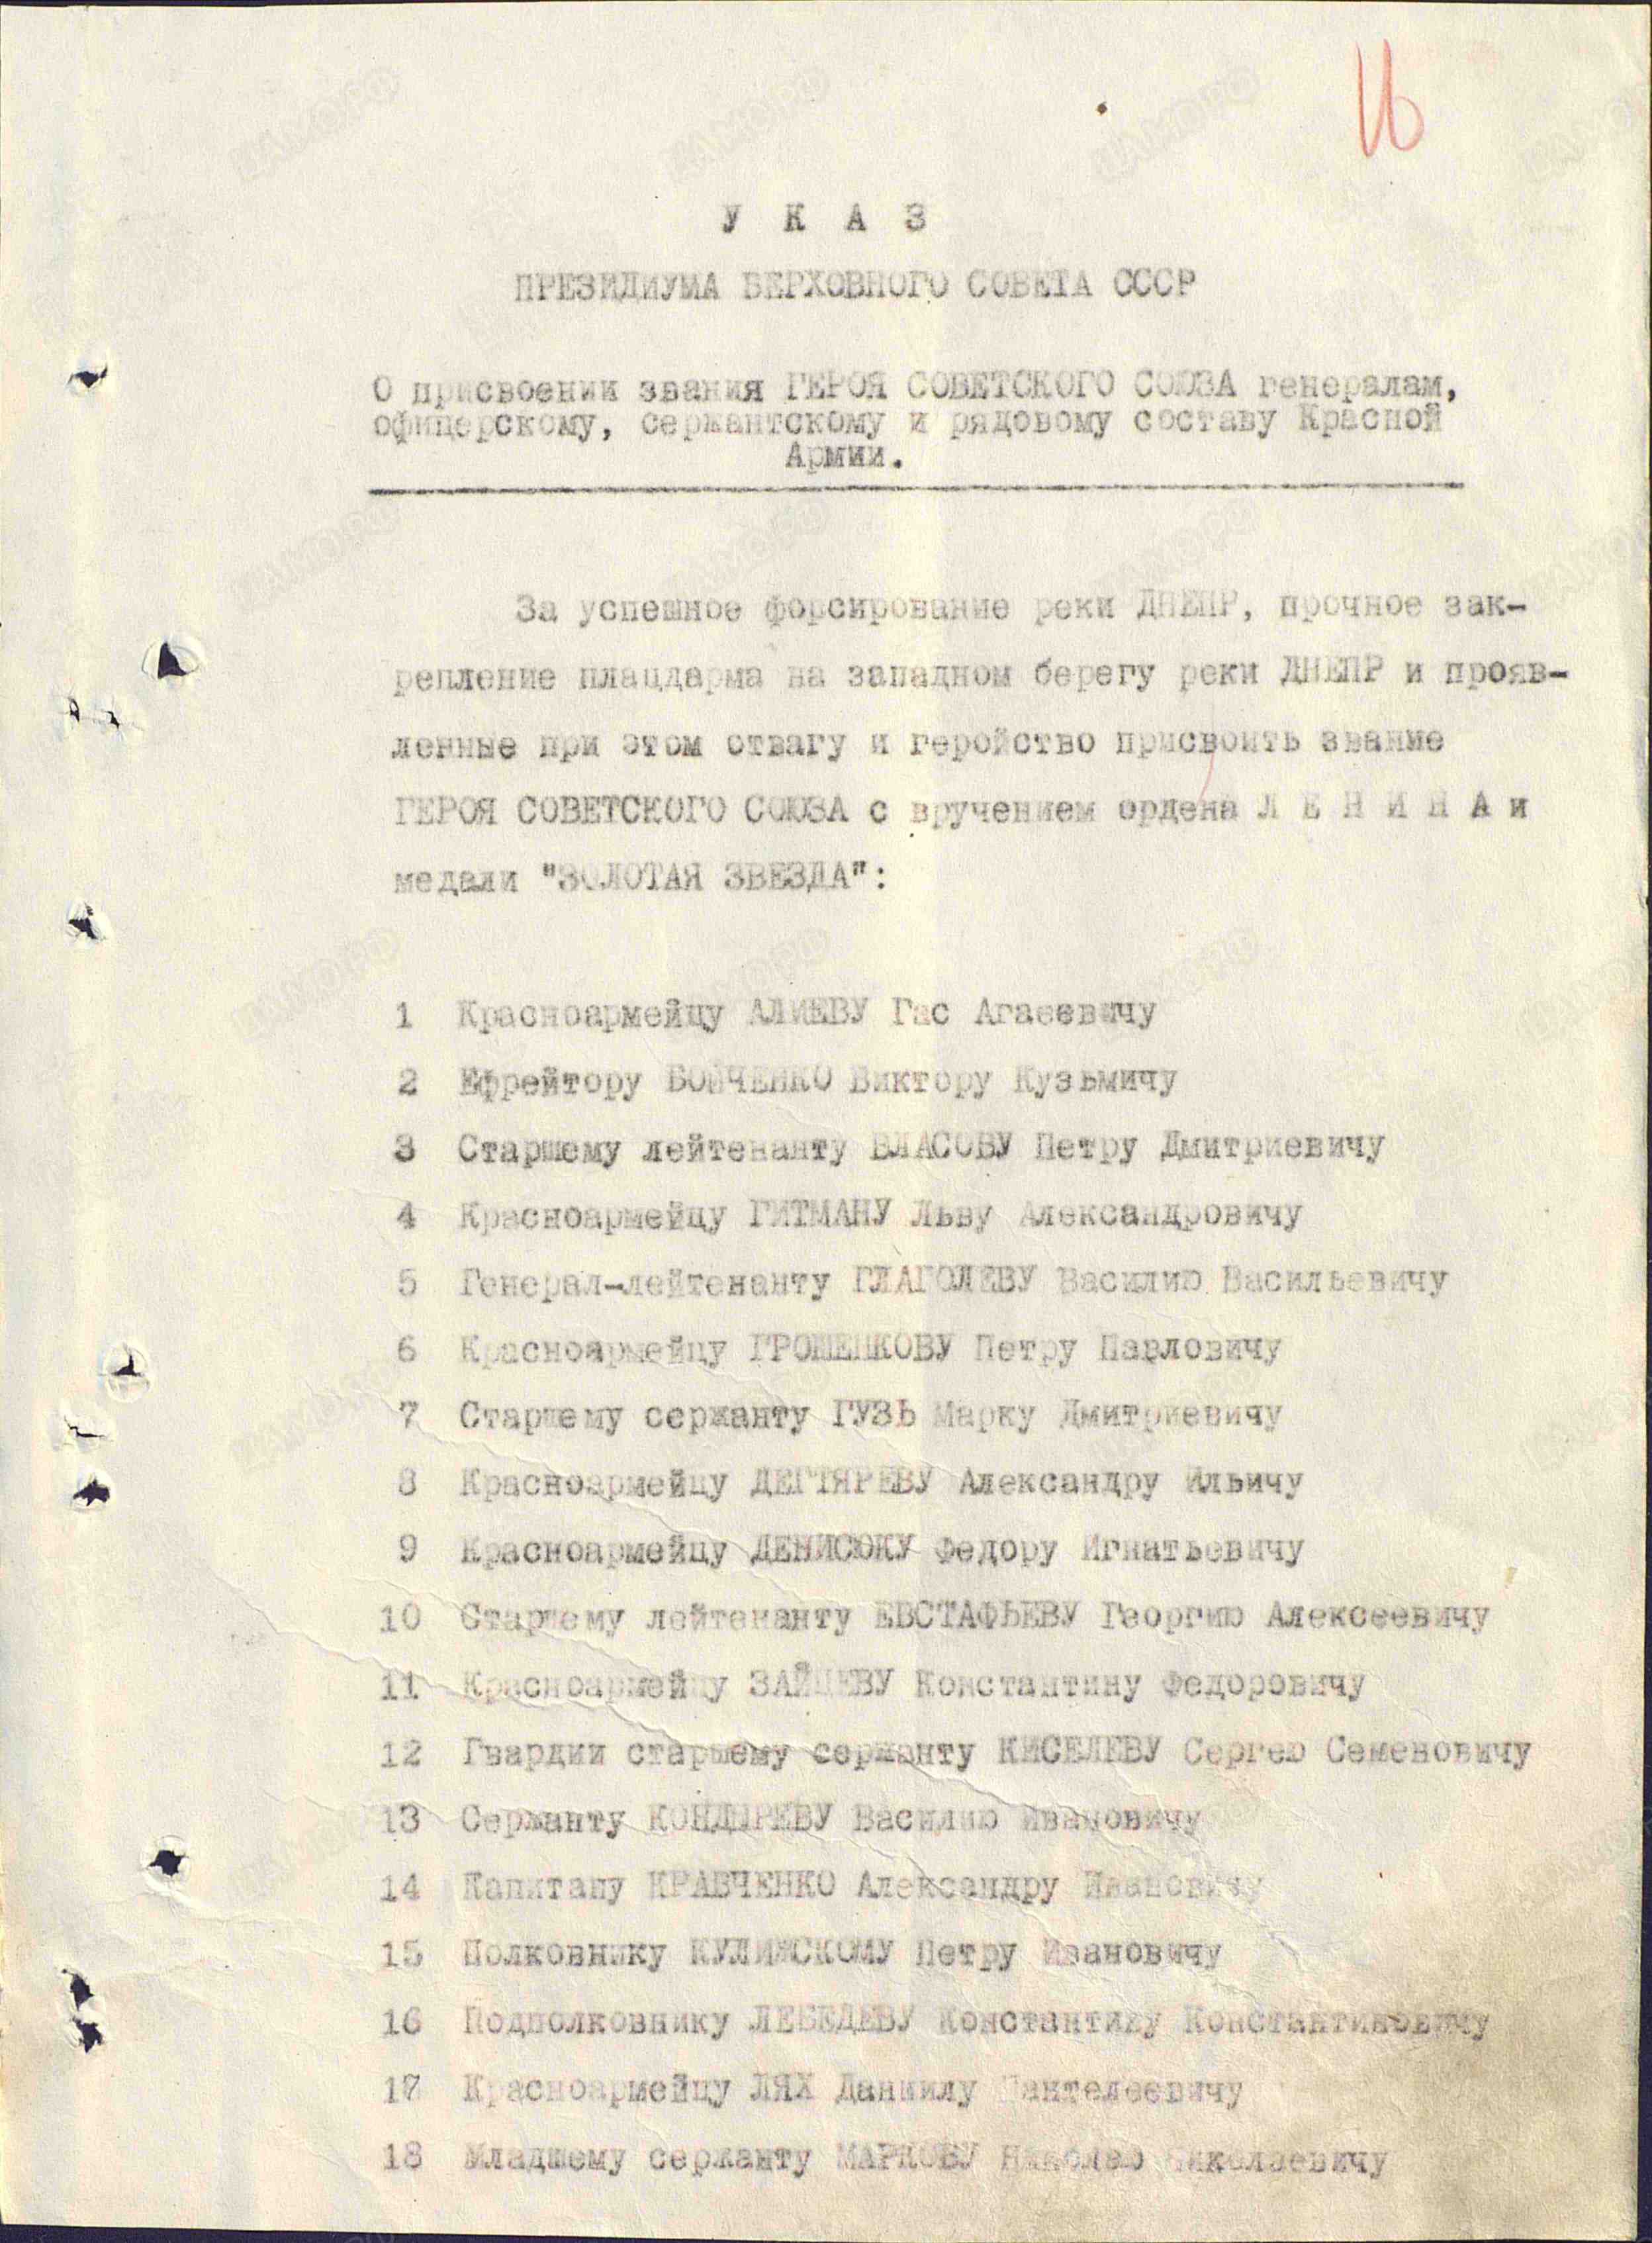 16
У К А З
ПРЕЗИДИУМА ВЕРХОВНОГО СОВЕТА СССР
О присвоении звания ГЕРОЯ СОВЕТСКОГО СОЮЗА генералам,
офицерскому, сержантскому и рядовому составу Красной
Армии.
За успешное форсирование реки ДНЕПР, прочное зак-
репление плацдарма на западном берегу реки ДНЕПР и прояв-
ленные при этом отвагу и геройство присвоить звание
ГЕРОЯ СОВЕТСКОГО СОЮЗА с вручением ордена Л Е Н И Н А и
медали "ЗОЛОТАЯ ЗВЕЗДА":
1 Красноармейцу АЛИЕВУ Гас Агаеевичу
2 Ефрейтору БОЙЧЕНКО Виктору Кузьмичу
3 Старшему лейтенанту ВЛАСОВУ Петру Дмитриевичу
4 Красноармейцу ГИТМАНУ Льву Александровичу
5 Генерал-лейтенанту ГЛАГОЛЕВУ Василию Васильевичу
6 Красноармейцу ГРОШЕНКОВУ Петру Павловичу
7 Старшему сержанту ГУЗЬ Марку Дмитриевичу
8 Красноармейцу ДЕГТЯРЕВУ Александру Ильичу
9 Красноармейцу ДЕНИСЮКУ Федору Игнатьевичу
10 Старшему лейтенанту ЕВСТАФЬЕВУ Георгию Алексеевичу
11 Красноармейцу ЗАЙЦЕВУ Константину Федоровичу
12 Гвардии старшему сержанту КИСЕЛЕВУ Сергею Семеновичу
13 Сержанту КОНДЫРЕВУ Василию Ивановичу
14 Капитану КРАВЧЕНКО Александру Ивановичу
15 Полковнику КУЛИЖСКОМУ Петру Ивановичу
16 Подполковнику ЛЕБЕДЕВУ Константину Константиновичу
17 Красноармейцу ЛЯХ Даниилу Пантелеевичу
18 Младшему сержанту МАРКОВУ Николаю Николаевичу